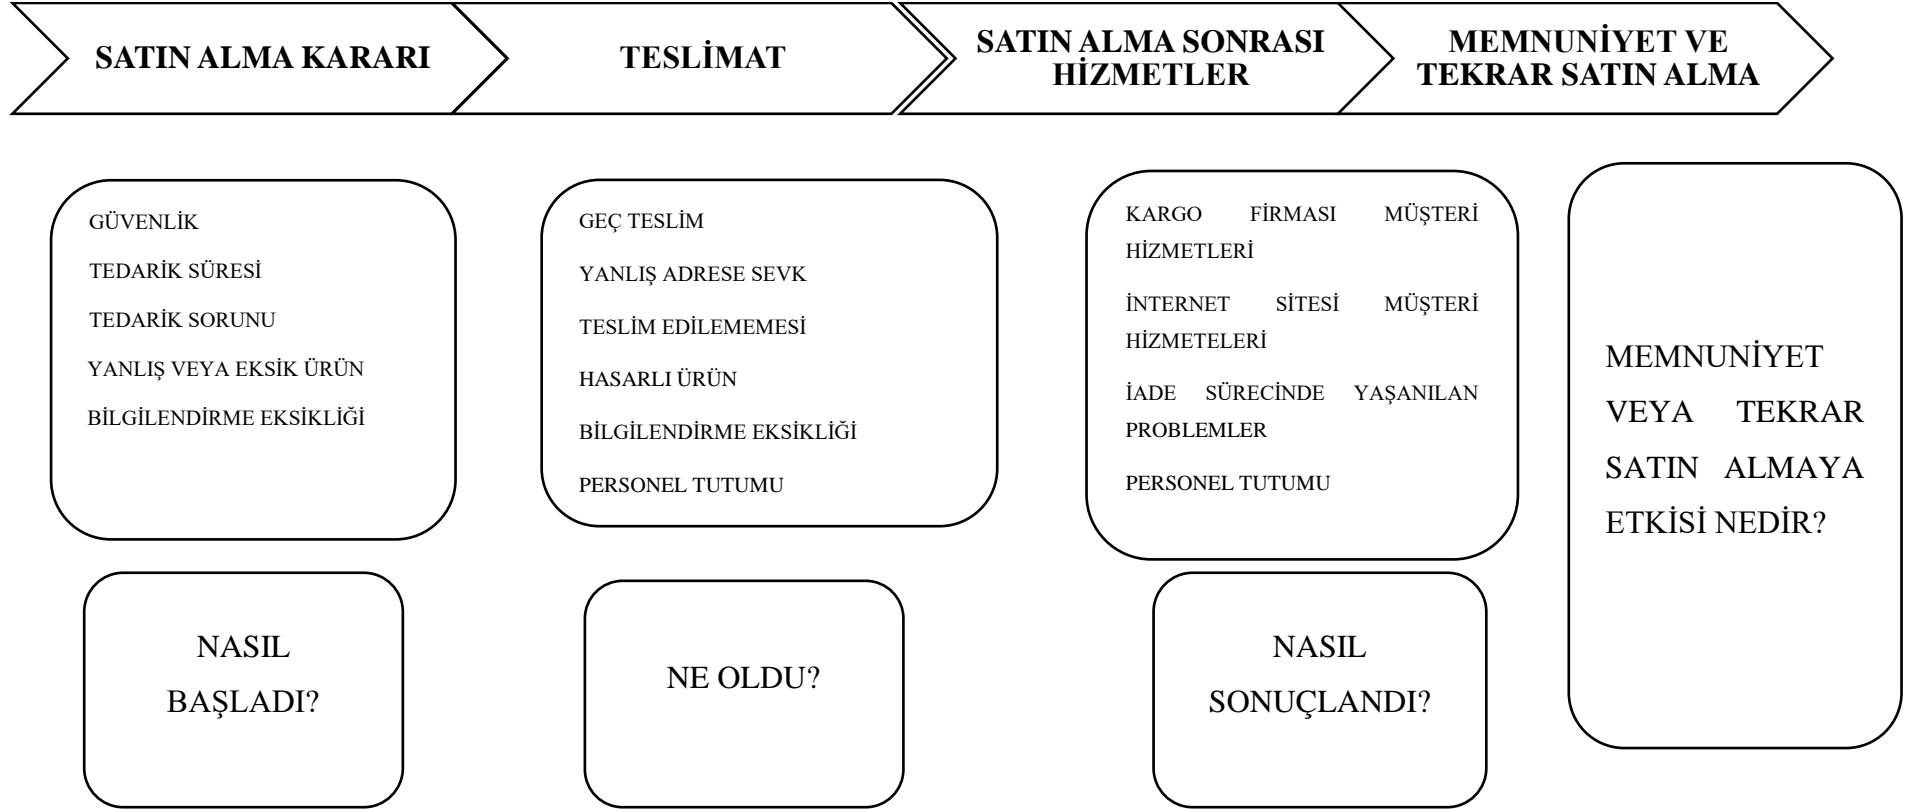 SATIN ALMA KARARI
TESLİMAT
SATIN ALMA SONRASI
HİZMETLER
MEMNUNİYET VE
TEKRAR SATIN ALMA
GÜVENLİK
TEDARİK SÜRESİ
TEDARİK SORUNU
YANLIŞ VEYA EKSİK ÜRÜN
BİLGİLENDİRME EKSİKLİĞİ
GEÇ TESLİM
YANLIŞ ADRESE SEVK
TESLİM EDİLEMEMESİ
HASARLI ÜRÜN
BİLGİLENDİRME EKSİKLİĞİ
PERSONEL TUTUMU
KARGO FİRMASI MÜŞTERİ
HİZMETLERİ
İNTERNET SİTESİ MÜŞTERİ
HİZMETELERİ
İADE SÜRECİNDE YAŞANILAN
PROBLEMLER
PERSONEL TUTUMU
MEMNUNİYET
VEYA TEKRAR
SATIN ALMAYA
ETKİSİ NEDİR?
NASIL
BAŞLADI?
NE OLDU?
NASIL
SONUÇLANDI?